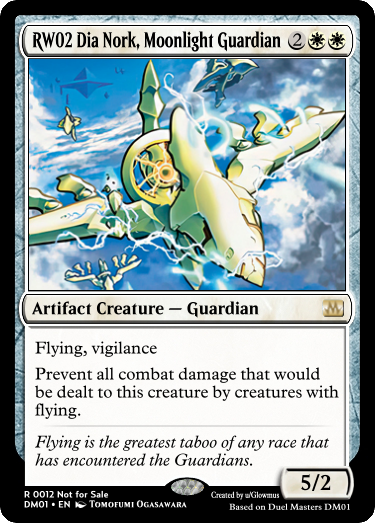 RW02 Dia Nork, Moonlight Guardian 2
Artifact Creature — Guardian
Flying, vigilance
Prevent all combat damage that would
be dealt to this creature by creatures with
flying.
Flying is the greatest taboo of any race that
has encountered the Guardians.
5/2
R 0012 Not for Sale
DM01 • EN Tomofumi Ogasawara
Created by u/Glowmus
Based on Duel Masters DM01